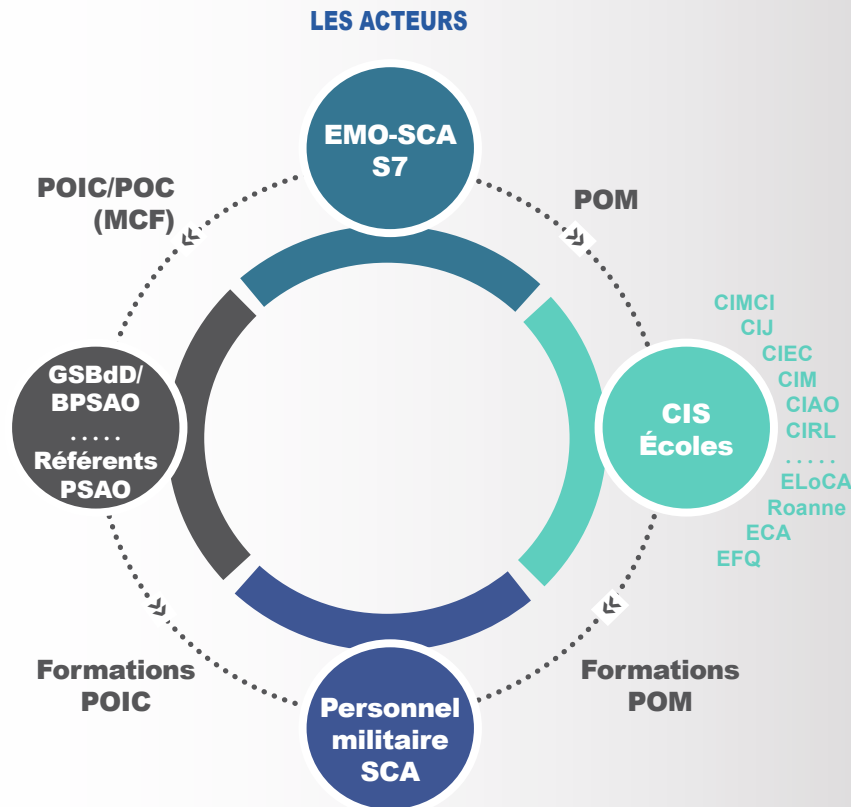 LES ACTEURS
EMO-SCA
S7
POIC/POC
(MCF)
POM
CIMCI
CIJ
CIEC
CIM
CIAO
CIRL
.....
ELoCA
Roanne
ECA
EFQ
GSBdD/
BPSAO
.....
Référents
PSAO
CIS
Écoles
Formations
POIC
Formations
POM
Personnel
militaire
SCA